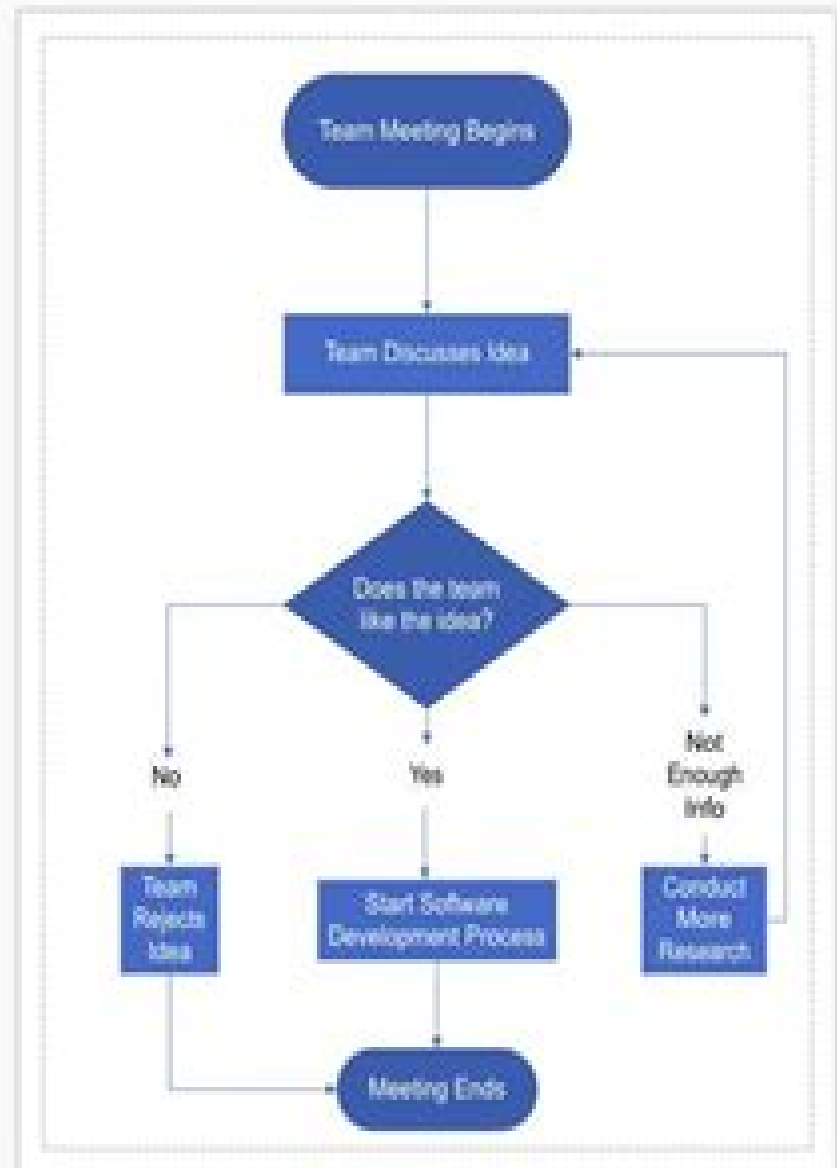 Team Meeting Begins
Team Discusses Idea
Does the team
like the idea?
No
Yes
Not
Enough
Info
Team
Rejects
Idea
Start Software
Development Process
Conduct
More
Research
Meeting Ends